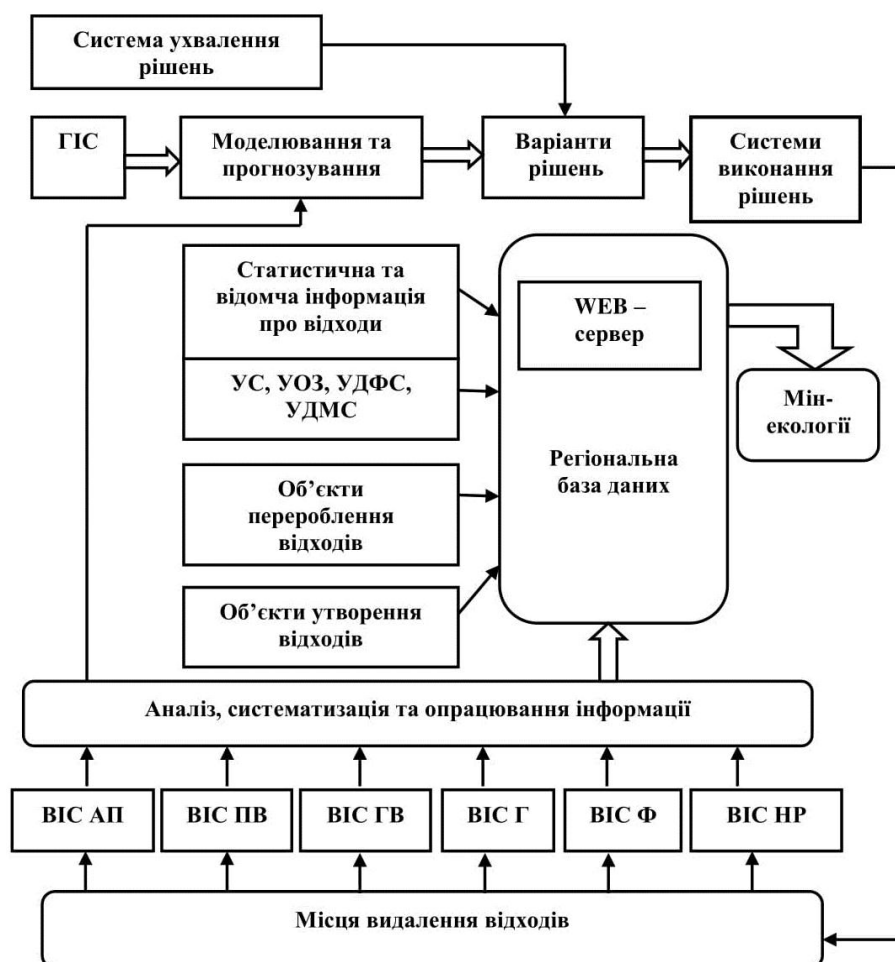 Система ухвалення
рішень
ГІС
Моделювання та
прогнозування
Варіанти
рішень
Системи
виконання
рішень
Статистична та
відомча інформація
про відходи
УС, УОЗ, УДФС,
УДМС
Об’єкти
перероблення
відходів
Об’єкти утворення
відходів
WEB –
сервер
Регіональна
база даних
Мін-
екології
Аналіз, систематизація та опрацювання інформації
ВІС АП
ВІС ПВ
ВІС ГВ
ВІС Г
ВІС Ф
ВІС НР
Місця видалення відходів